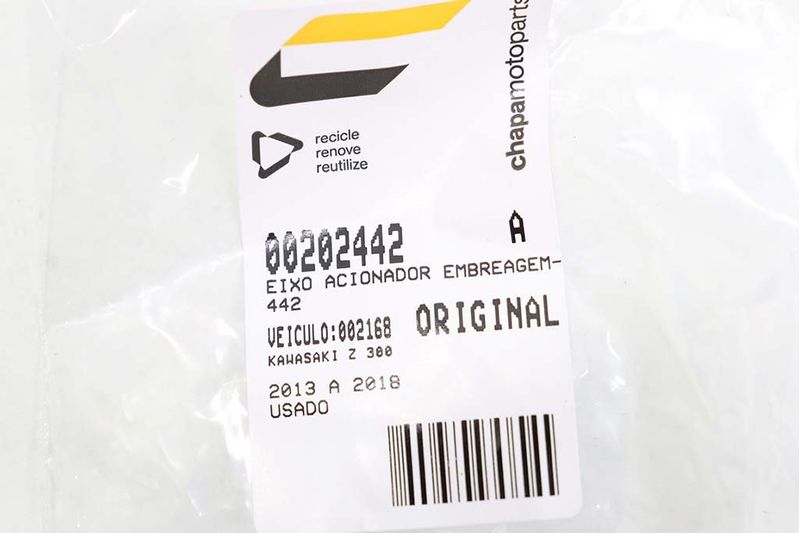 chapamotoparts
recicle
renove
reutilize
A
00202442
EIXO ACIONADOR EMBREAGEM-
442
VEICULO:002168
ORIGINAL
KAWASAKI Z 300
2013 A 2018
USADO